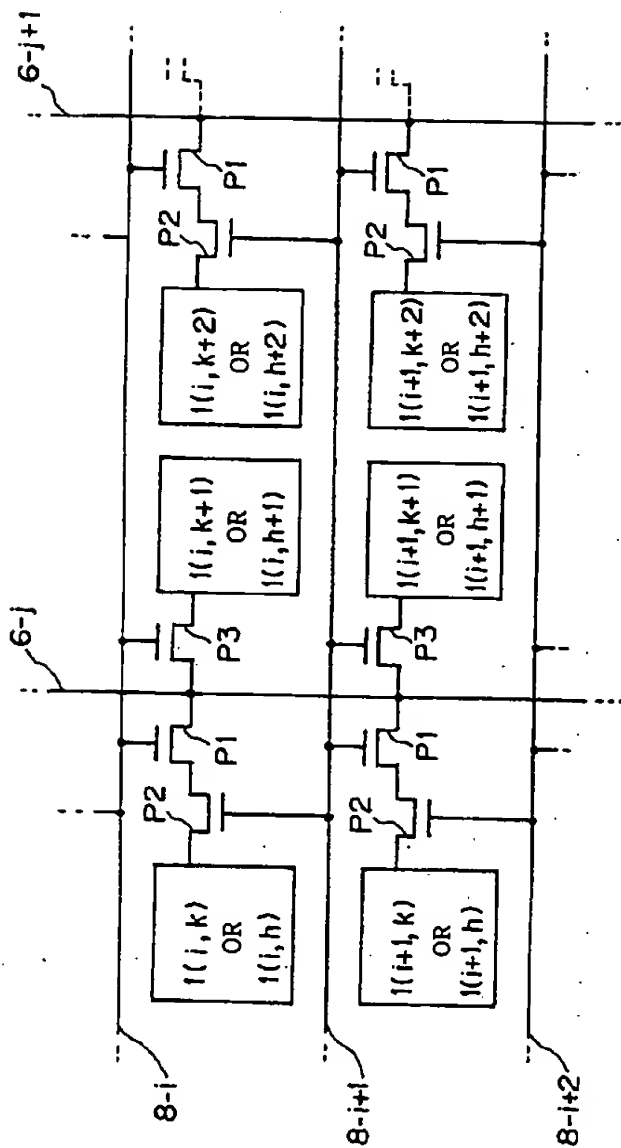 6-j
6-j+1
8-i
P2
P1
P3
P2
P1
1(i,k)
OR
1(i,h)
1(i,k+1)
OR
1(i,h+1)
1(i,k+2)
OR
1(i,h+2)
8-i+1
P2
P1
P3
P2
P1
1(i+1,k)
OR
1(i+1,h)
1(i+1,k+1)
OR
1(i+1,h+1)
1(i+1,k+2)
OR
1(i+1,h+2)
8-i+2